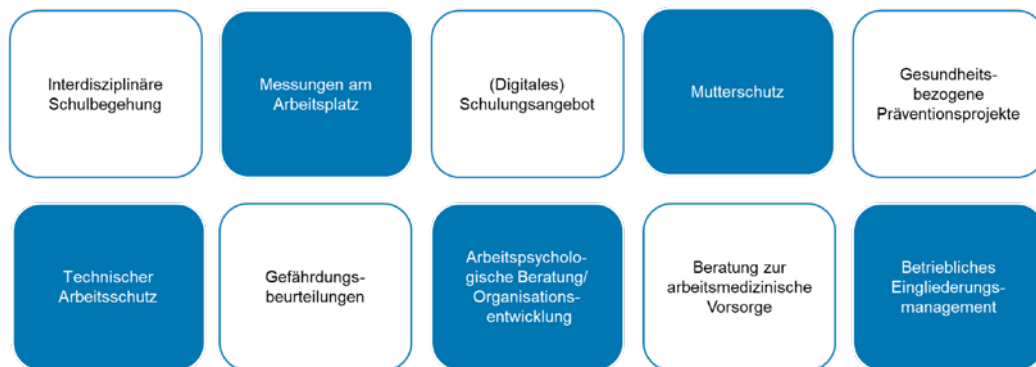 Interdisziplinäre
Schulbegehung
Messungen am
Arbeitsplatz
(Digitales)
Schulungsangebot
Mutterschutz
Gesundheits-
bezogene
Präventionsprojekte
Technischer
Arbeitsschutz
Gefährdungs-
beurteilungen
Arbeitspsycholo-
gische Beratung/
Organisations-
entwicklung
Beratung zur
arbeitsmedizinische
Vorsorge
Betriebliches
Eingliederungs-
management